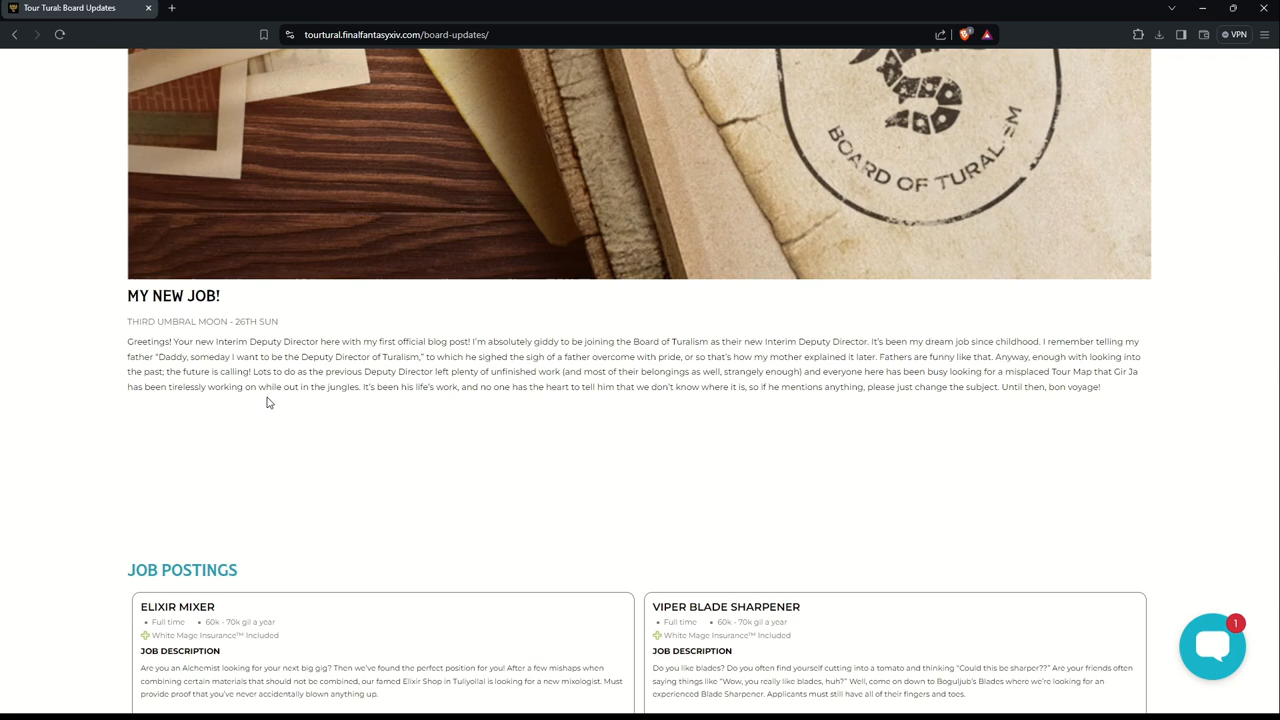 Tour Tural: Board Updates
tourtural.finalfantasyxiv.com/board-updates/
VPN
BOARD OF TURAL
MY NEW JOB!
THIRD UMBRAL MOON - 26TH SUN
Greetings! Your new Interim Deputy Director here with my first official blog post! I'm absolutely giddy to be joining the Board of Turalism as their new Interim Deputy Director. It's been my dream job since childhood. I remember telling my
father “Daddy, someday I want to be the Deputy Director of Turalism,” to which he sighed the sigh of a father overcome with pride, or so that's how my mother explained it later. Fathers are funny like that. Anyway, enough with looking into
the past; the future is calling! Lots to do as the previous Deputy Director left plenty of unfinished work (and most of their belongings as well, strangely enough) and everyone here has been busy looking for a misplaced Tour Map that Gir Ja
has been tirelessly working on while out in the jungles. It's been his life's work, and no one has the heart to tell him that we don't know where it is, so if he mentions anything, please just change the subject. Until then, bon voyage!
JOB POSTINGS
ELIXIR MIXER
• Full time • 60k - 70k gil a year
White Mage Insurance™ Included
JOB DESCRIPTION
Are you an Alchemist looking for your next big gig? Then we've found the perfect position for you! After a few mishaps when
combining certain materials that should not be combined, our famed Elixir Shop in Tuliyollal is looking for a new mixologist. Must
provide proof that you've never accidentally blown anything up.
VIPER BLADE SHARPENER
• Full time • 60k - 70k gil a year
White Mage Insurance™ Included
JOB DESCRIPTION
Do you like blades? Do you often find yourself cutting into a tomato and thinking “Could this be sharper??” Are your friends often
saying things like “Wow, you really like blades, huh?” Well, come on down to Boguljub's Blades where we're looking for an
experienced Blade Sharpener. Applicants must still have all of their fingers and toes.
1